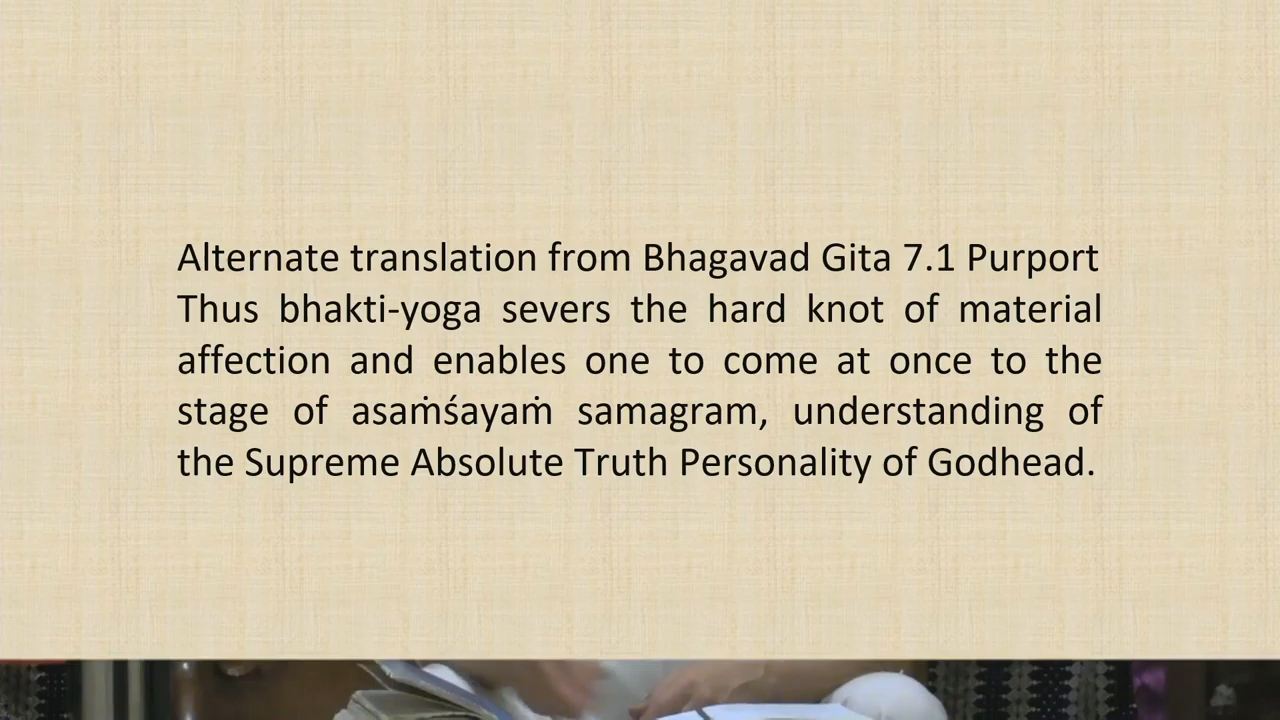 Alternate translation from Bhagavad Gita 7.1 Purport
Thus bhakti-yoga severs the hard knot of material
affection and enables one to come at once to the
stage of asaṁśayaṁ samagram, understanding of
the Supreme Absolute Truth Personality of Godhead.